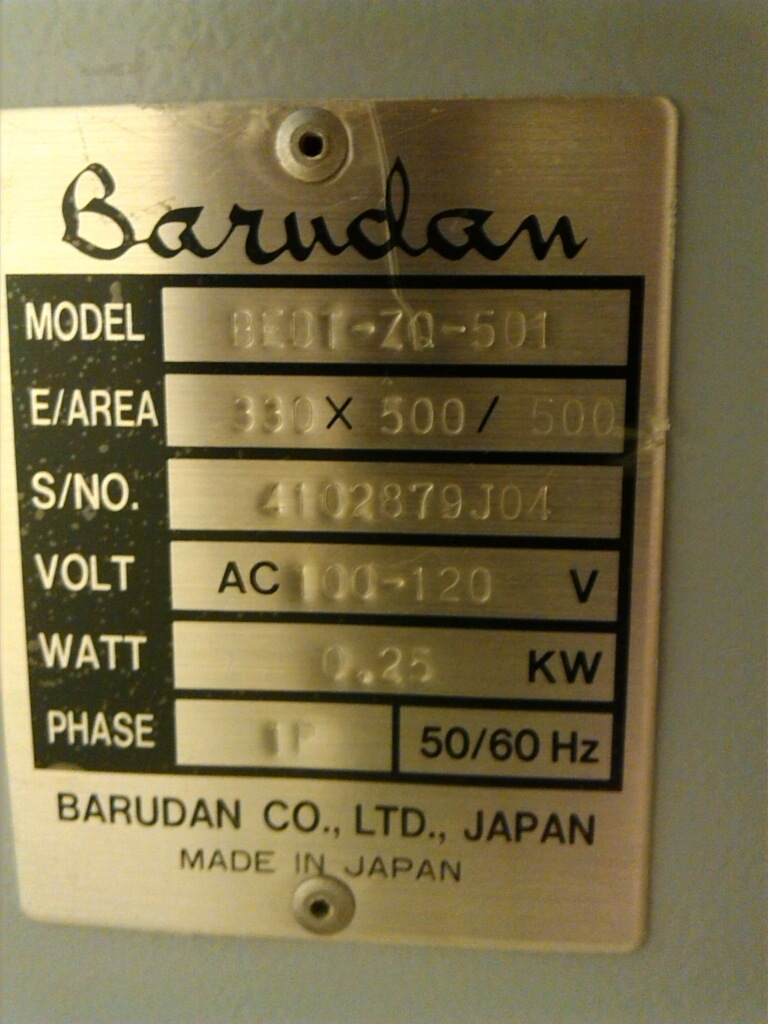 Barudan
MODEL BEDT-ZQ-501
E/AREA 330 X 500 / 500
S/NO. 4102879J04
VOLT AC 100-120 V
WATT 0.25 KW
PHASE 1P 50/60 Hz
BARUDAN CO., LTD., JAPAN
MADE IN JAPAN